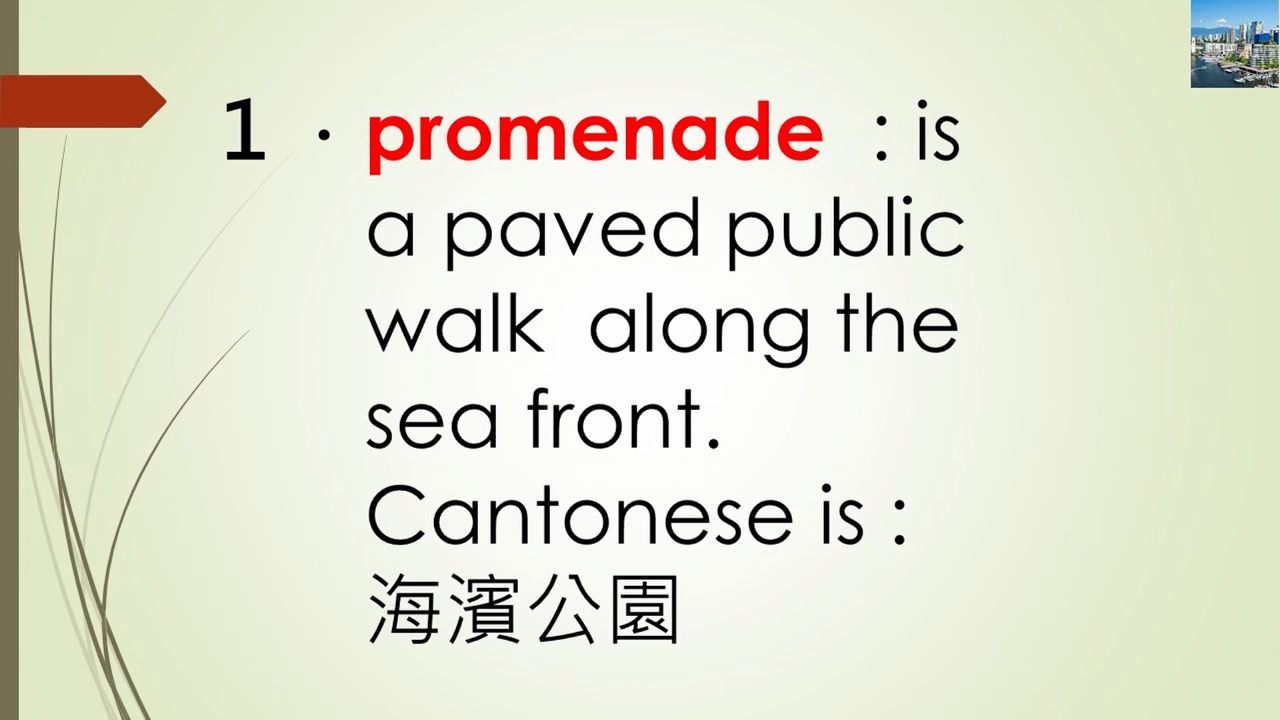 1 · promenade : is
a paved public
walk along the
sea front.
Cantonese is :
海濱公園